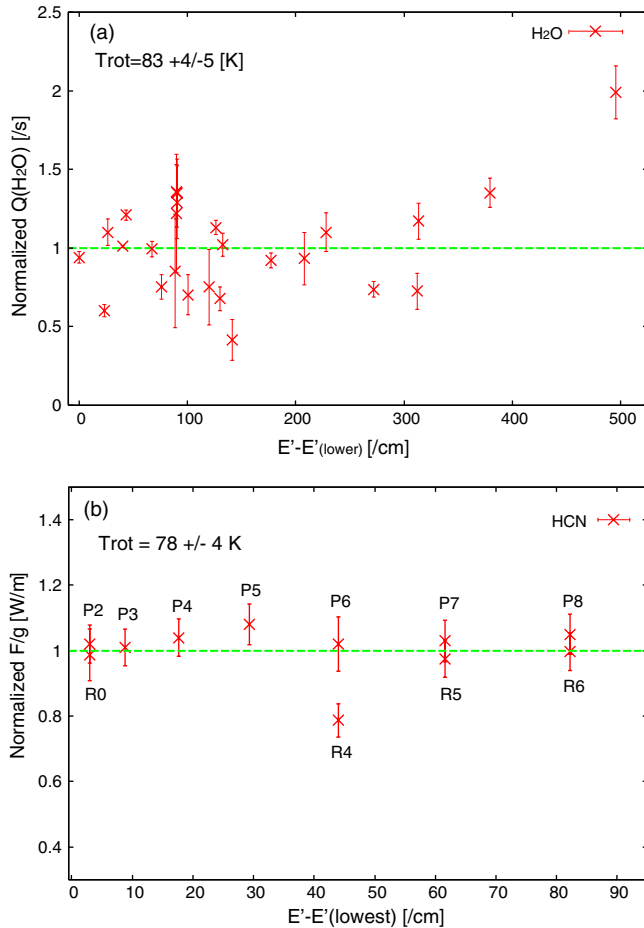 (a)
H₂O
Trot=83 +4/-5 [K]
Normalized Q(H₂O) [/s]
2.5
2
1.5
1
0.5
0
0 100 200 300 400 500
E'-E'(lower) [/cm]
(b)
HCN
Trot = 78 +/- 4 K
Normalized F/g [W/m]
1.4
1.2
1
0.8
0.6
0.4
P2 P3 P4 P5 P6 P7 P8
R0 R4 R5 R6
0 10 20 30 40 50 60 70 80 90
E'-E'(lowest) [/cm]